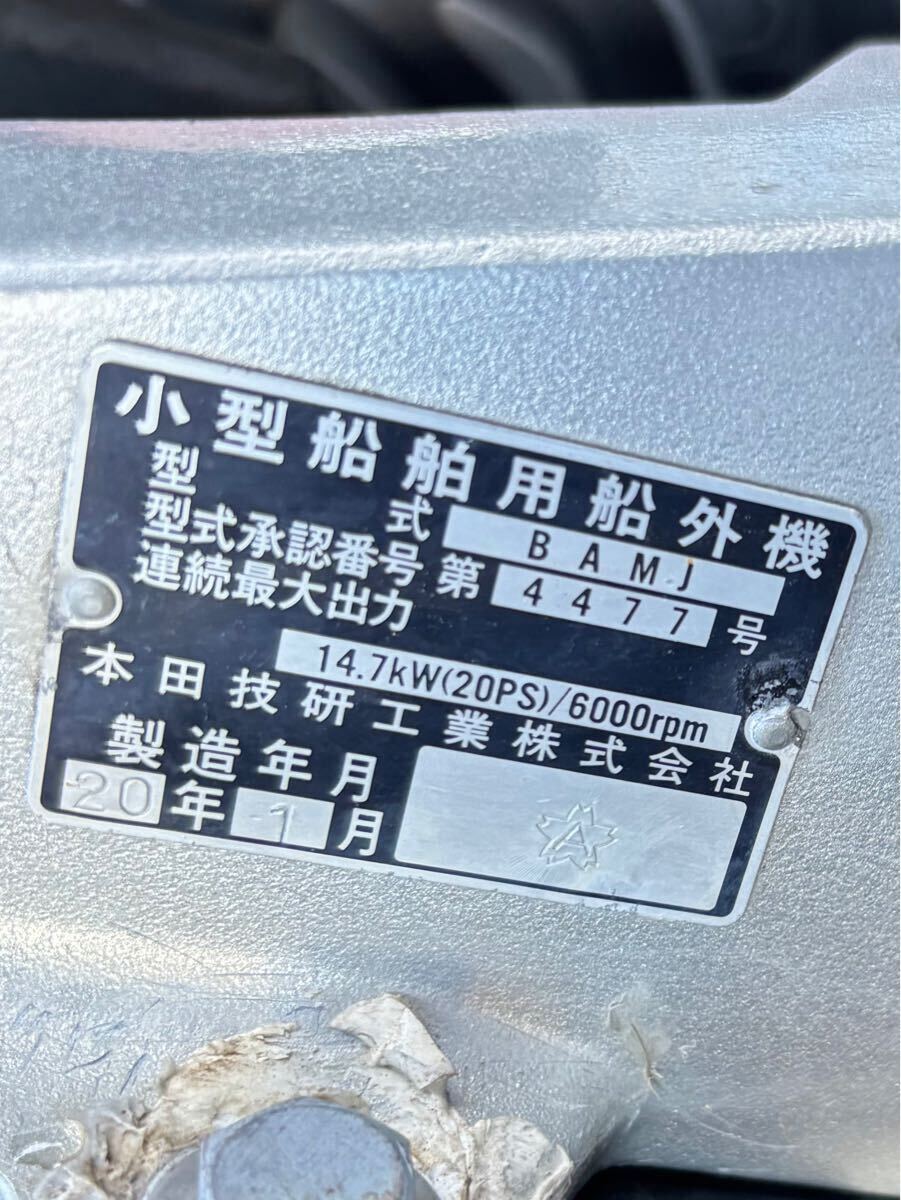 小型船舶用船外機
型式 BAMJ
型式承認番号 第 4477 号
連続最大出力 14.7kW(20PS)/6000rpm
本田技研工業株式会社
製造年月
20年 1月
A